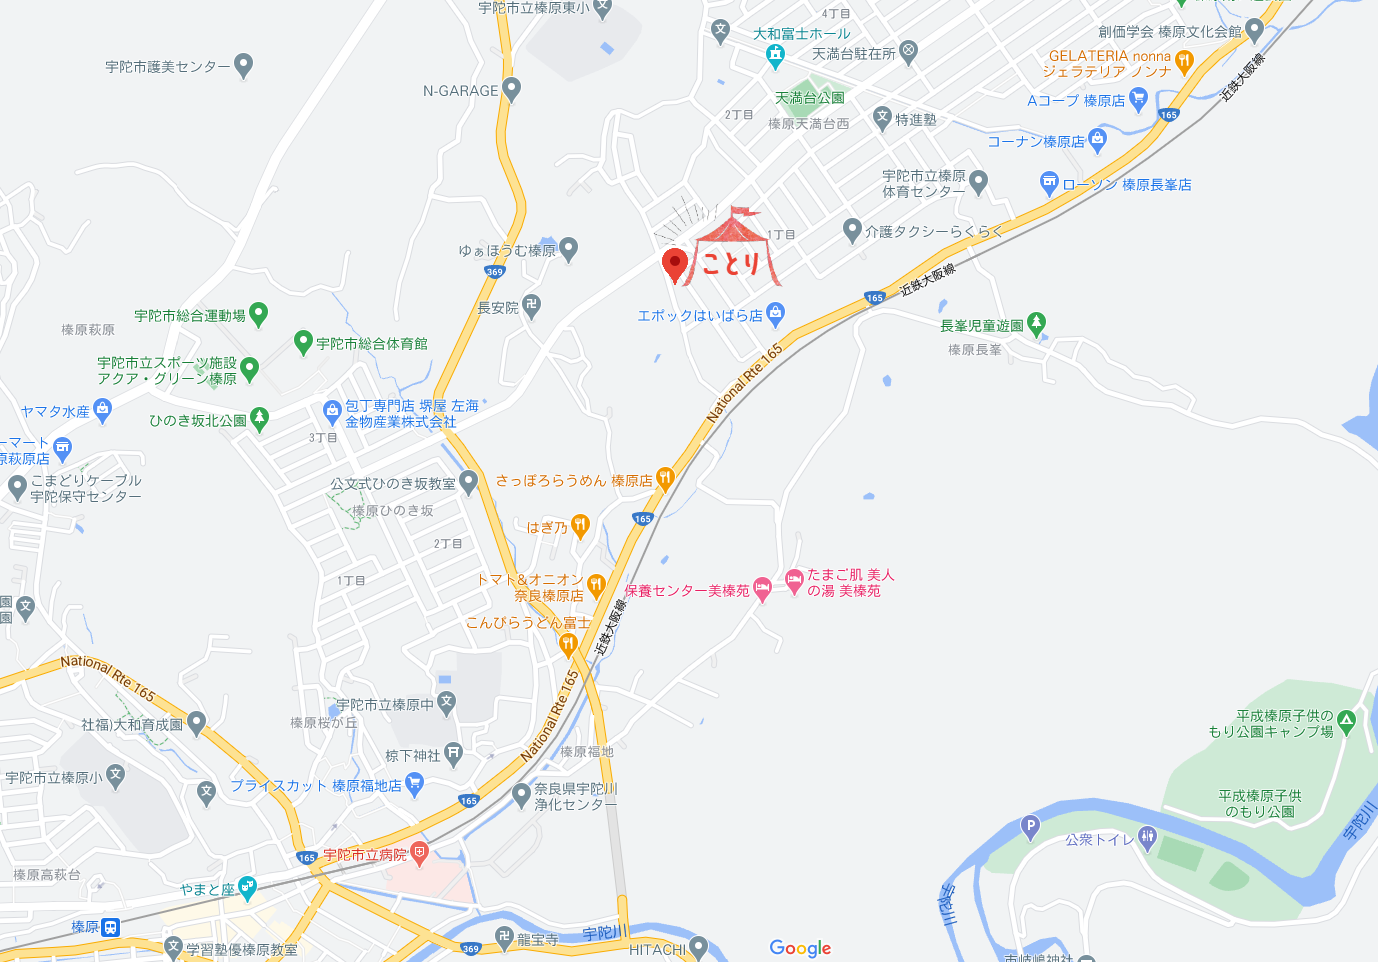 宇陀市立榛原東小
4丁目
大和富士ホール
天満台駐在所
創価学会 榛原文化会館
GELATERIA nonna
ジェラテリア ノンナ
近鉄大阪線
宇陀市護美センター
N-GARAGE
天満台公園
Aコープ 榛原店
165
2丁目
榛原天満台西
特進塾
コーナン榛原店
宇陀市立榛原
体育センター
ローソン 榛原長峯店
1丁目
介護タクシーらくらく
ゆぁほうむ榛原
ことり
369
近鉄大阪線
165
長安院
エポックはいばら店
宇陀市総合運動場
榛原萩原
宇陀市総合体育館
長峯児童遊園
榛原長峯
宇陀市立スポーツ施設
アクア・グリーン榛原
National Rte 165
ヤマタ水産
ひのき坂北公園
包丁専門店 堺屋 左海
金物産業株式会社
3丁目
ーマート
原萩原店
こまどりケーブル
宇陀保守センター
公文式ひのき坂教室
さっぽろらうめん 榛原店
榛原ひのき坂
165
はぎ乃
2丁目
1丁目
トマト&オニオン
奈良榛原店
保養センター美榛苑
たまご肌 美人
の湯 美榛苑
園
園
こんぴらうどん富士
近鉄大阪線
National Rte 165
National Rte 165
宇陀市立榛原中
榛原桜が丘
社福)大和育成園
平成榛原子供の
もり公園キャンプ場
椋下神社
榛原福地
宇陀市立榛原小
プライスカット 榛原福地店
165
奈良県宇陀川
浄化センター
平成榛原子供
のもり公園
宇陀川
P
公衆トイレ
165
宇陀市立病院
榛原高萩台
やまと座
宇陀川
榛原
宇陀川
学習塾優榛原教室
369
龍宝寺
HITACHI
Google
市岐嶋神社